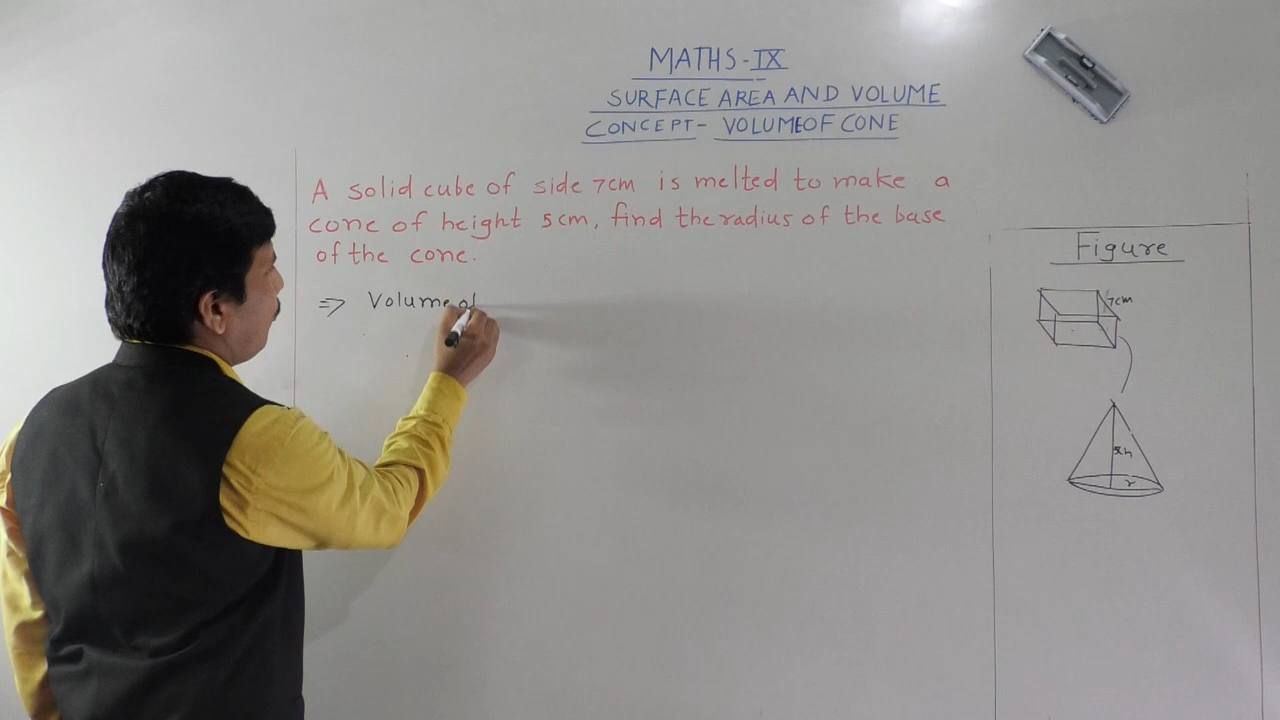 MATHS-IX
SURFACE AREA AND VOLUME
CONCEPT- VOLUME OF CONE
A solid cube of side 7cm is melted to make a
cone of height 5cm, find the radius of the base
of the cone.
⇒ Volume of
Figure
7cm
r